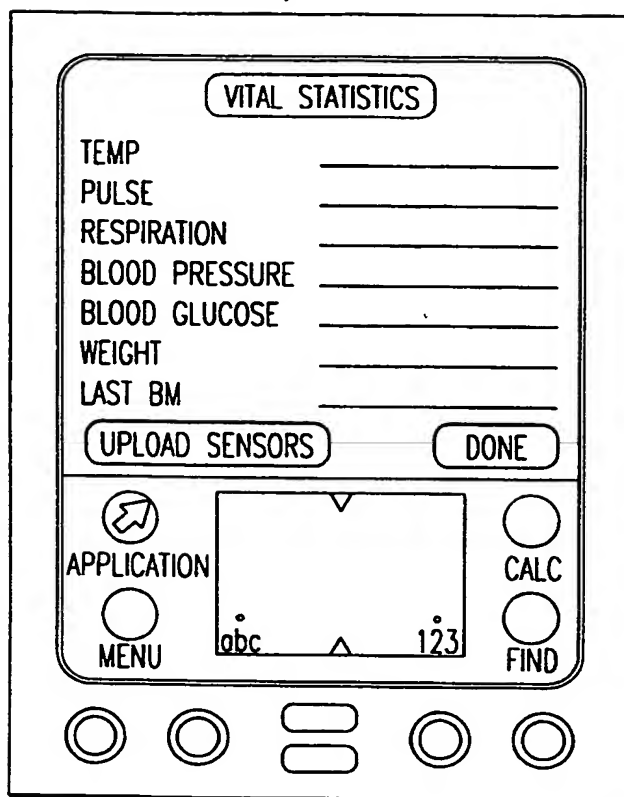 VITAL STATISTICS
TEMP
PULSE
RESPIRATION
BLOOD PRESSURE
BLOOD GLUCOSE
WEIGHT
LAST BM
UPLOAD SENSORS DONE
APPLICATION CALC
MENU abc 123 FIND